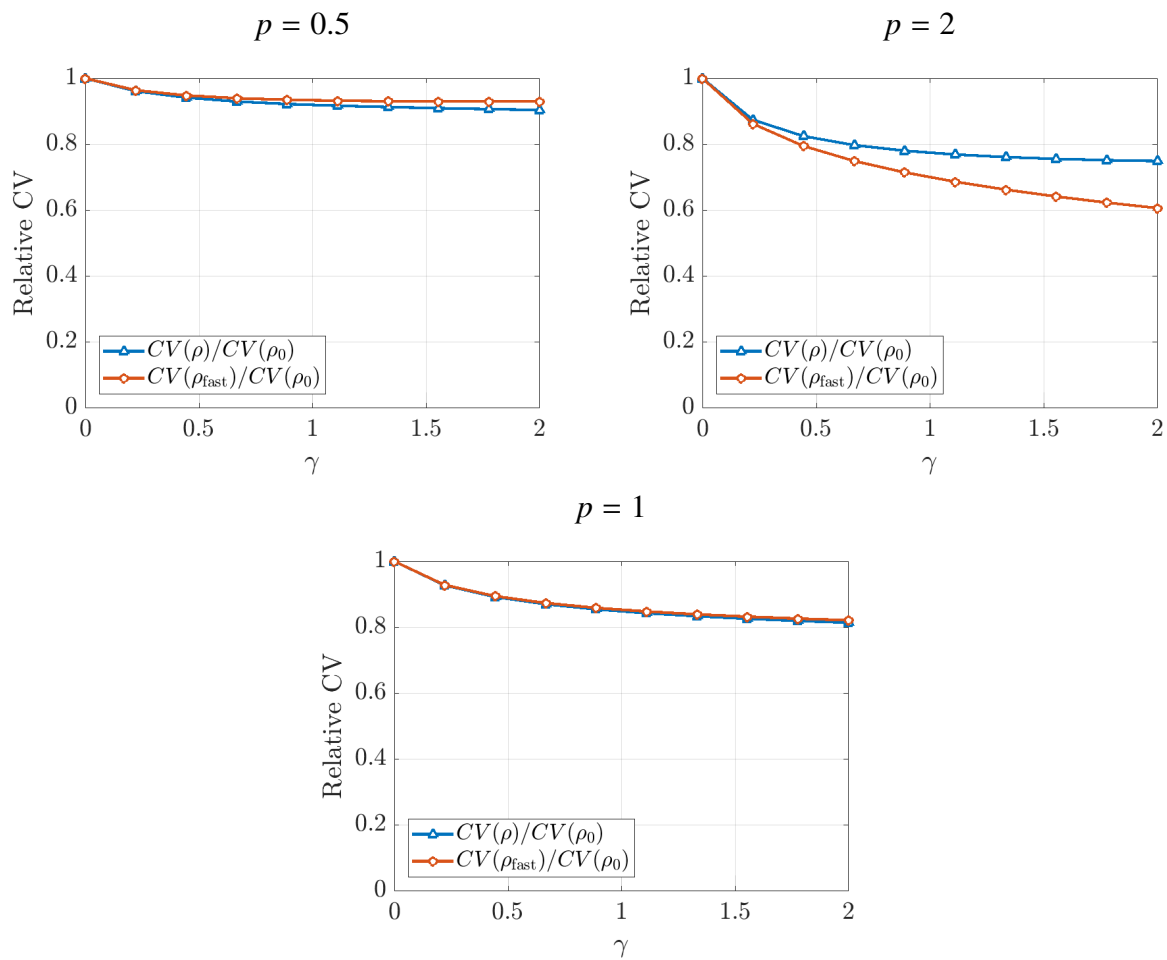 p = 0.5
1
0.8
0.6
0.4
0.2
0
Relative CV
CV(ρ)/CV(ρ₀)
CV(ρ_fast)/CV(ρ₀)
0 0.5 1 1.5 2
γ
p = 2
1
0.8
0.6
0.4
0.2
0
Relative CV
CV(ρ)/CV(ρ₀)
CV(ρ_fast)/CV(ρ₀)
0 0.5 1 1.5 2
γ
p = 1
1
0.8
0.6
0.4
0.2
0
Relative CV
CV(ρ)/CV(ρ₀)
CV(ρ_fast)/CV(ρ₀)
0 0.5 1 1.5 2
γ